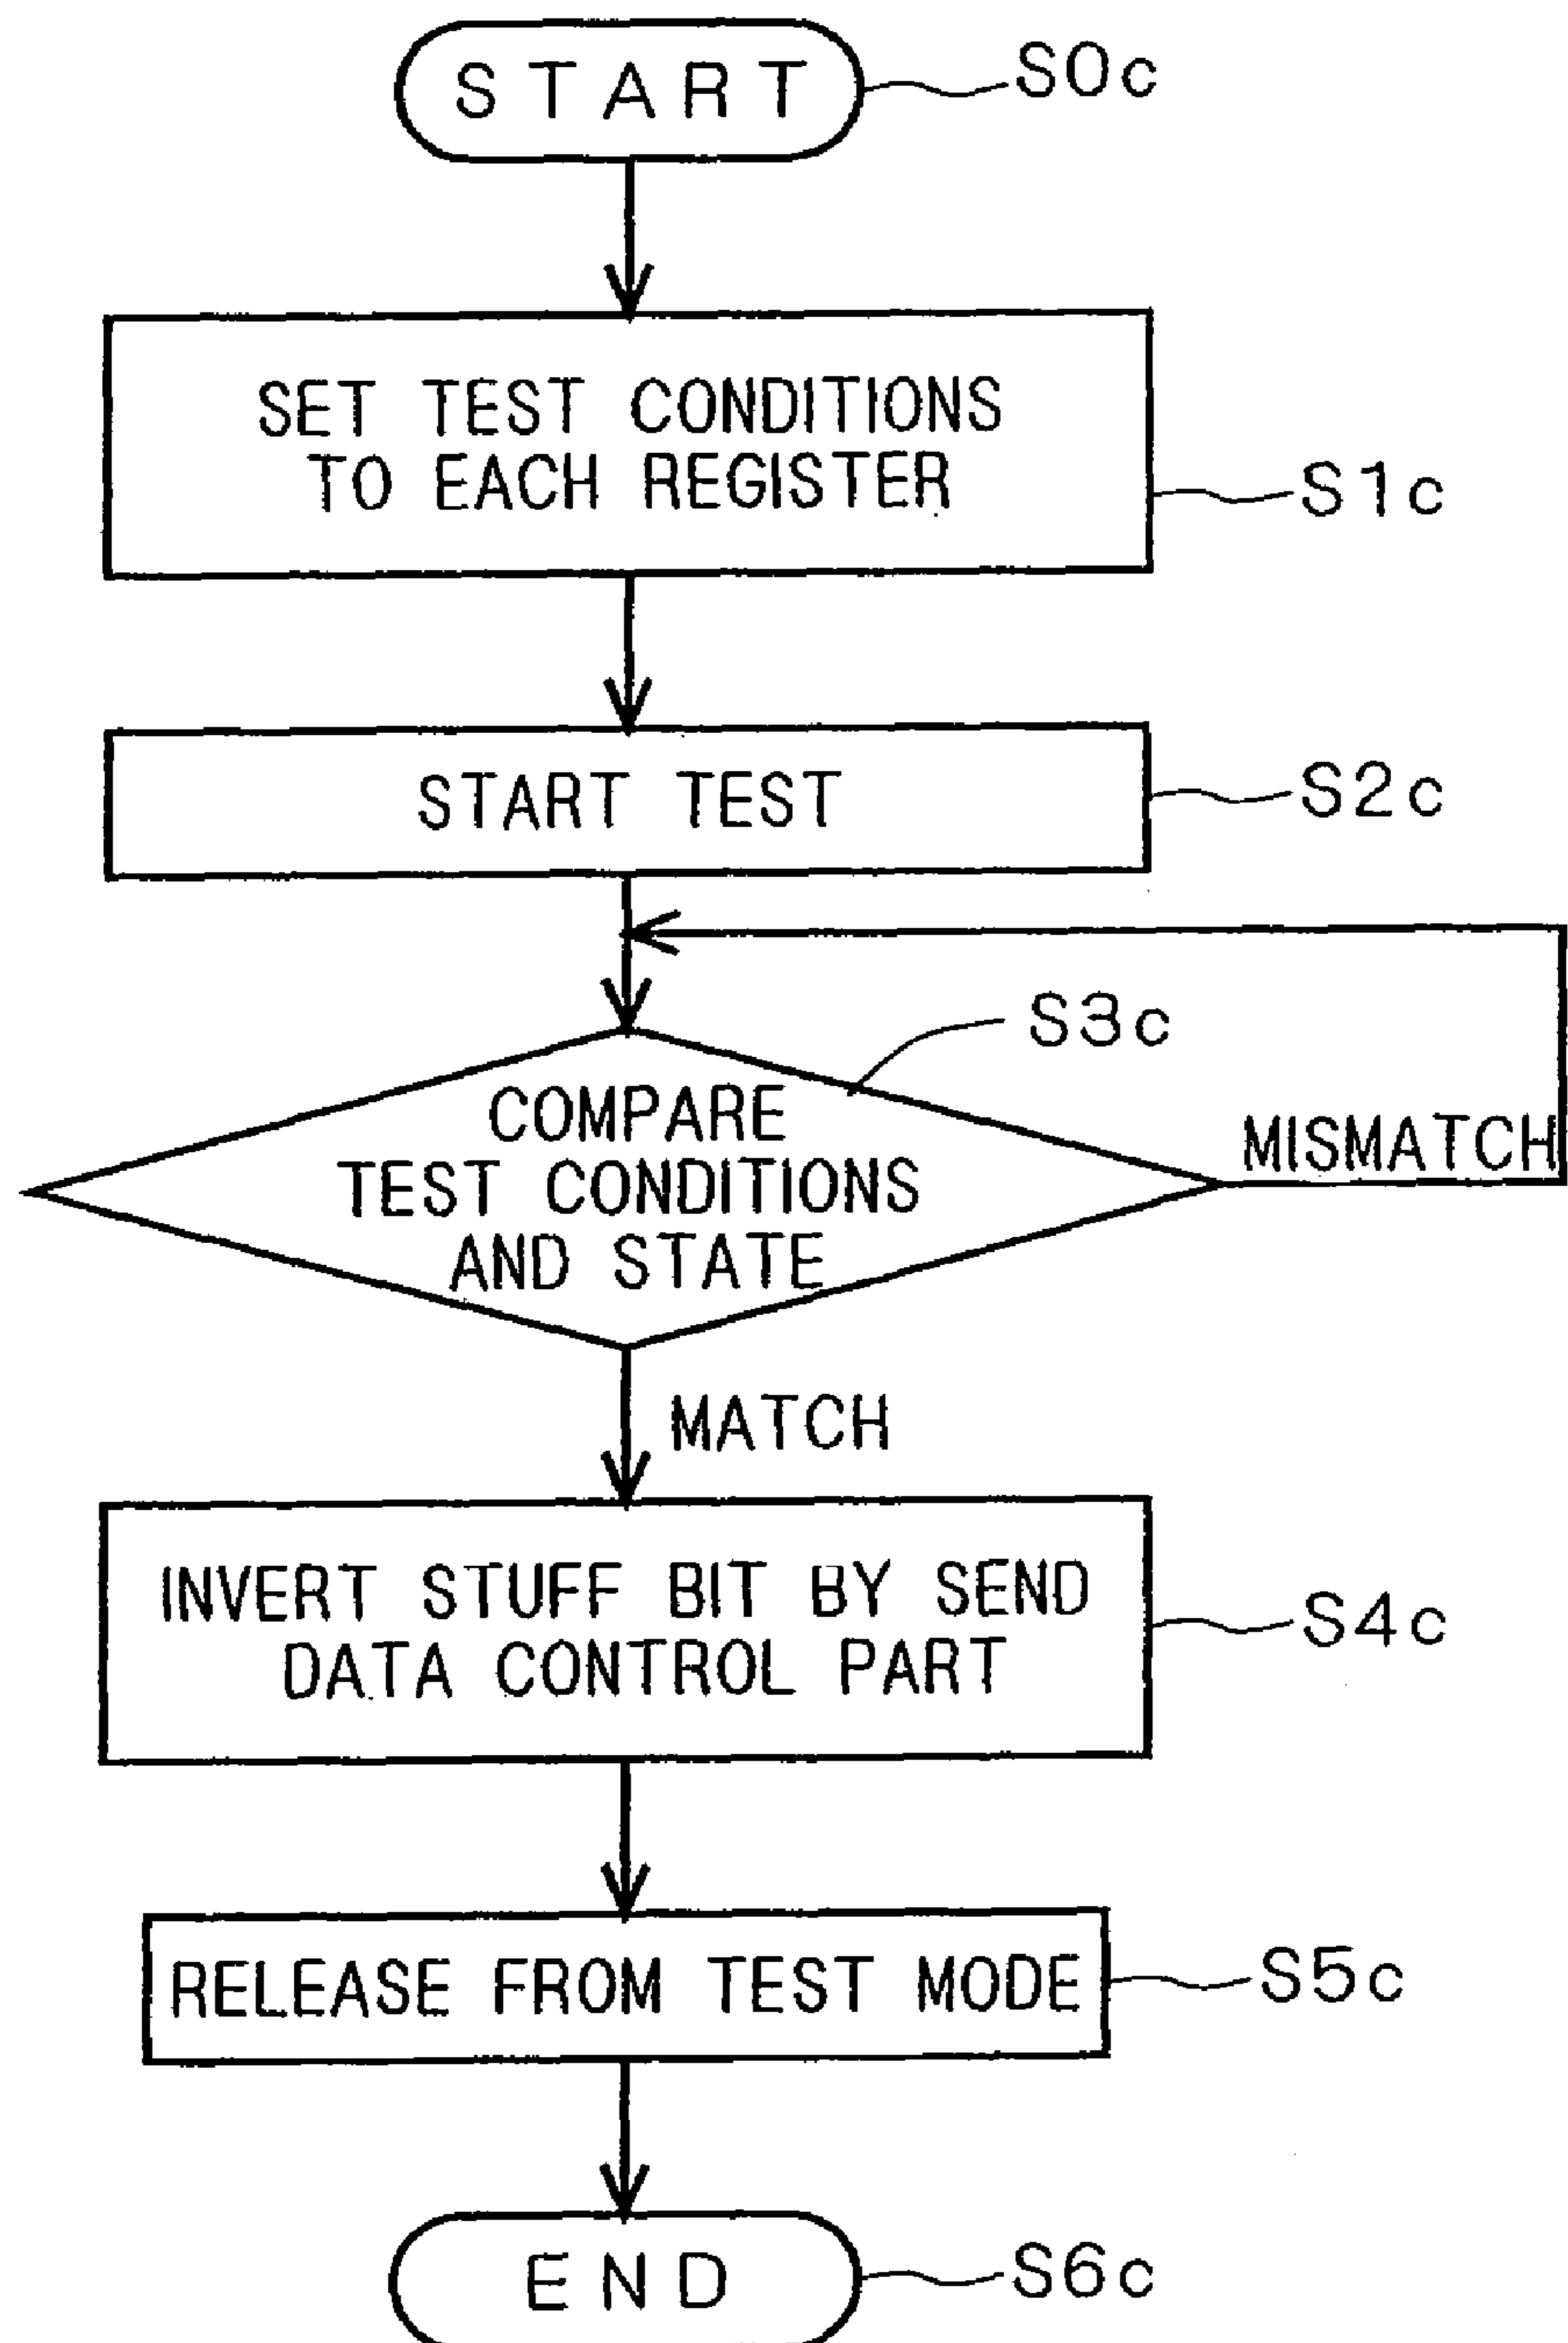 START
S0c
SET TEST CONDITIONS
TO EACH REGISTER
S1c
START TEST
S2c
S3c
COMPARE
TEST CONDITIONS
AND STATE
MISMATCH
MATCH
INVERT STUFF BIT BY SEND
DATA CONTROL PART
S4c
RELEASE FROM TEST MODE
S5c
END
S6c